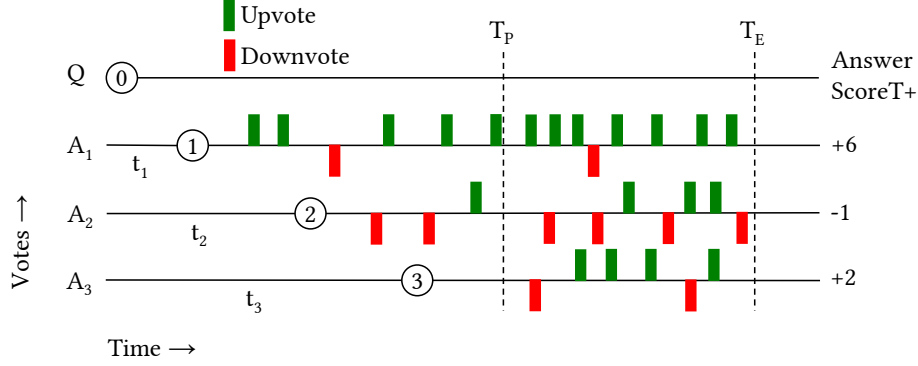 Upvote
Downvote
T_P
T_E
Q
0
Answer
ScoreT+
A_1
1
t_1
+6
A_2
2
t_2
-1
A_3
3
t_3
+2
Votes →
Time →